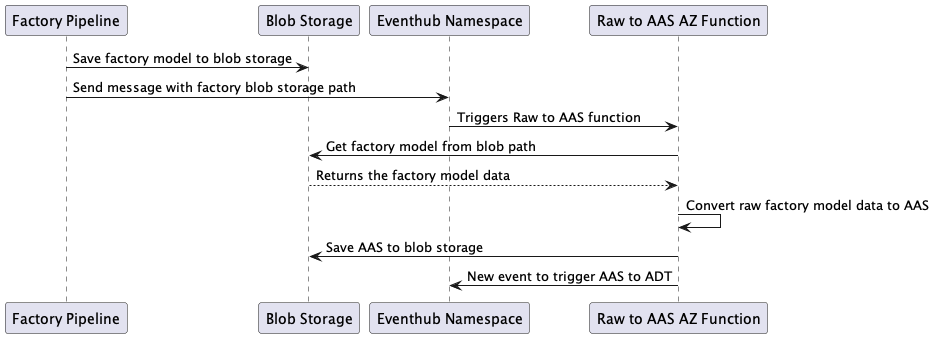 Factory Pipeline
Blob Storage
Eventhub Namespace
Raw to AAS AZ Function
Save factory model to blob storage
Send message with factory blob storage path
Triggers Raw to AAS function
Get factory model from blob path
Returns the factory model data
Convert raw factory model data to AAS
Save AAS to blob storage
New event to trigger AAS to ADT
Factory Pipeline
Blob Storage
Eventhub Namespace
Raw to AAS AZ Function